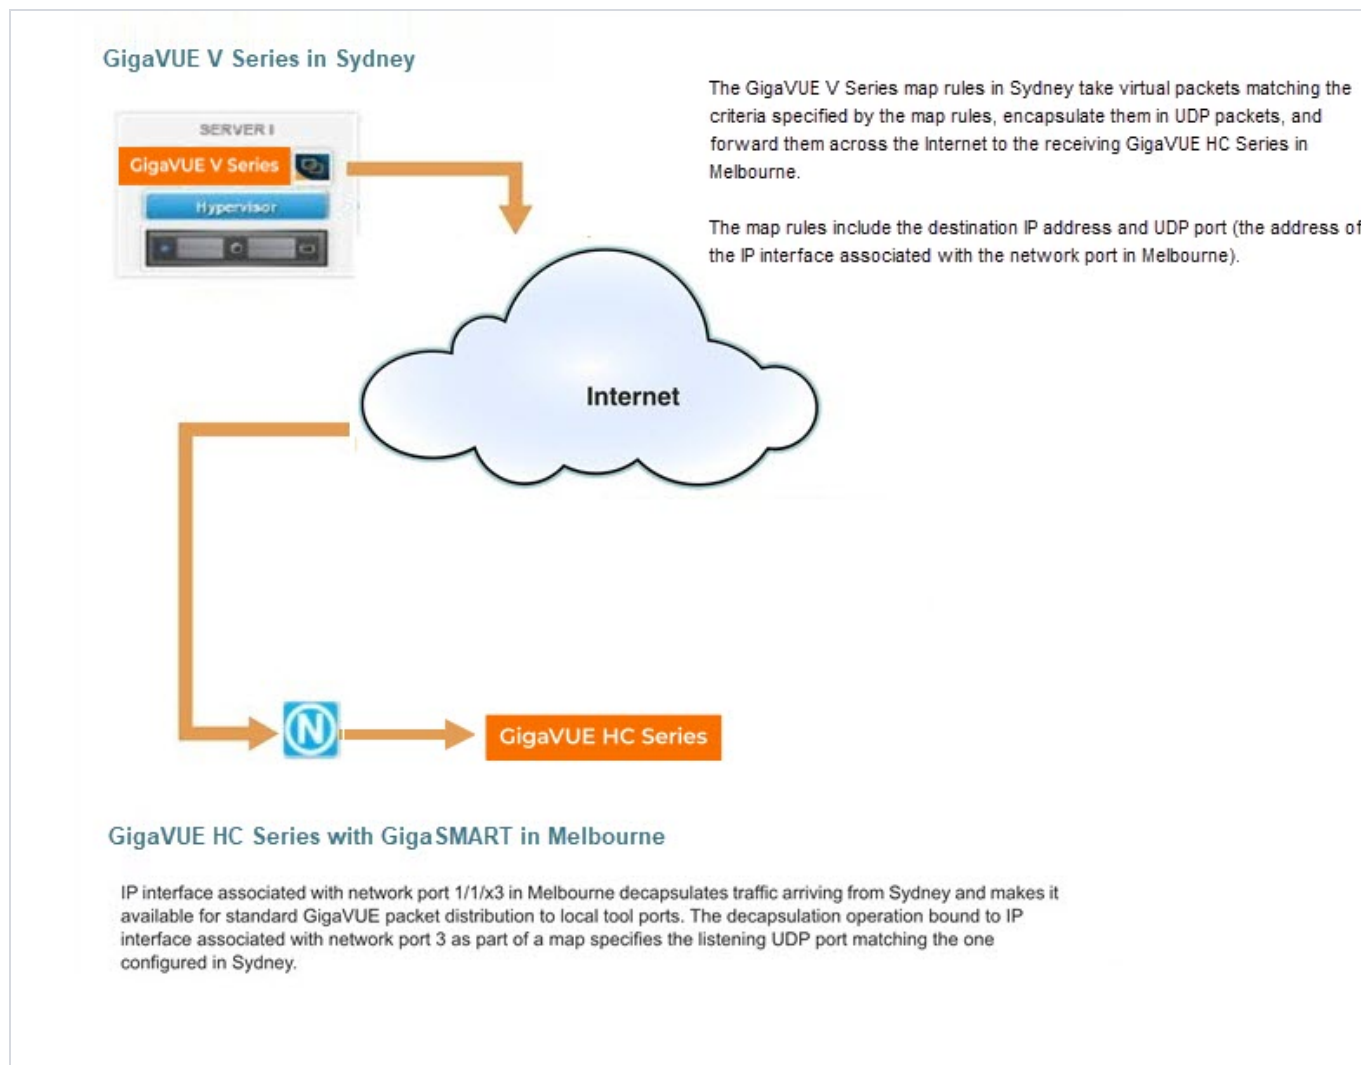 GigaVUE V Series in Sydney
The GigaVUE V Series map rules in Sydney take virtual packets matching the
criteria specified by the map rules, encapsulate them in UDP packets, and
forward them across the Internet to the receiving GigaVUE HC Series in
Melbourne.
The map rules include the destination IP address and UDP port (the address of
the IP interface associated with the network port in Melbourne).
SERVER I
GigaVUE V Series
Hypervisor
Internet
N
GigaVUE HC Series
GigaVUE HC Series with GigaSMART in Melbourne
IP interface associated with network port 1/1/x3 in Melbourne decapsulates traffic arriving from Sydney and makes it
available for standard GigaVUE packet distribution to local tool ports. The decapsulation operation bound to IP
interface associated with network port 3 as part of a map specifies the listening UDP port matching the one
configured in Sydney.